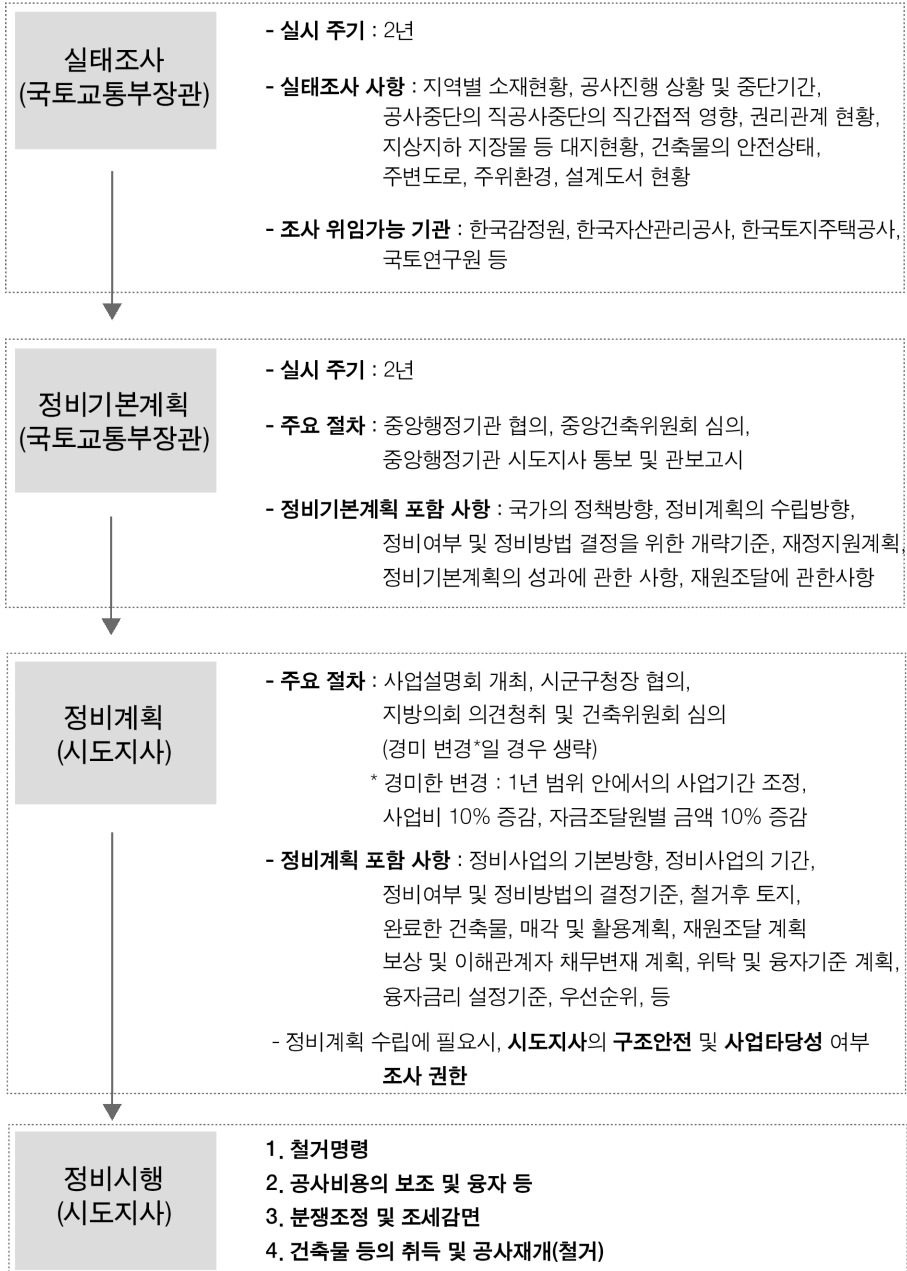 실태조사
(국토교통부장관)
- 실시 주기 : 2년
- 실태조사 사항 : 지역별 소재현황, 공사진행 상황 및 중단기간,
공사중단의 직공사중단의 직간접적 영향, 권리관계 현황,
지상지하 지장물 등 대지현황, 건축물의 안전상태,
주변도로, 주위환경, 설계도서 현황
- 조사 위임가능 기관 : 한국감정원, 한국자산관리공사, 한국토지주택공사,
국토연구원 등
정비기본계획
(국토교통부장관)
- 실시 주기 : 2년
- 주요 절차 : 중앙행정기관 협의, 중앙건축위원회 심의,
중앙행정기관 시도지사 통보 및 관보고시
- 정비기본계획 포함 사항 : 국가의 정책방향, 정비계획의 수립방향,
정비여부 및 정비방법 결정을 위한 개략기준, 재정지원계획,
정비기본계획의 성과에 관한 사항, 재원조달에 관한사항
정비계획
(시도지사)
- 주요 절차 : 사업설명회 개최, 시군구청장 협의,
지방의회 의견청취 및 건축위원회 심의
(경미 변경*일 경우 생략)
* 경미한 변경 : 1년 범위 안에서의 사업기간 조정,
사업비 10% 증감, 자금조달원별 금액 10% 증감
- 정비계획 포함 사항 : 정비사업의 기본방향, 정비사업의 기간,
정비여부 및 정비방법의 결정기준, 철거후 토지,
완료한 건축물, 매각 및 활용계획, 재원조달 계획
보상 및 이해관계자 채무변재 계획, 위탁 및 융자기준 계획,
융자금리 설정기준, 우선순위, 등
- 정비계획 수립에 필요시, 시도지사의 구조안전 및 사업타당성 여부
조사 권한
정비시행
(시도지사)
1. 철거명령
2. 공사비용의 보조 및 융자 등
3. 분쟁조정 및 조세감면
4. 건축물 등의 취득 및 공사재개(철거)